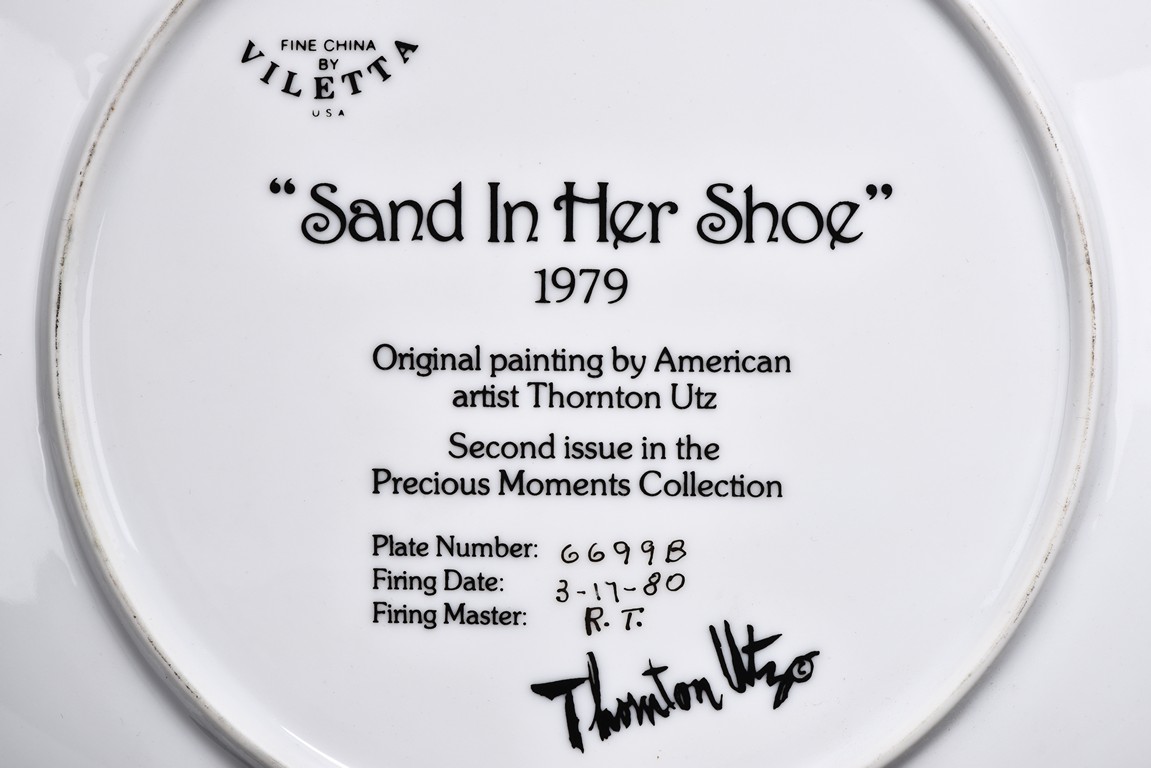 FINE CHINA
BY
VILETTA
USA
“Sand In Her Shoe”
1979
Original painting by American
artist Thornton Utz
Second issue in the
Precious Moments Collection
Plate Number: 6699B
Firing Date: 3-17-80
Firing Master: R. T.
Thornton Utz ©